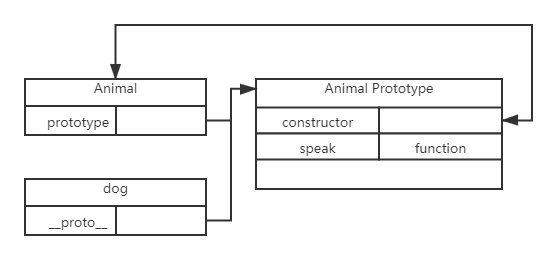 Animal
prototype
Animal Prototype
constructor
speak function
dog
__proto__